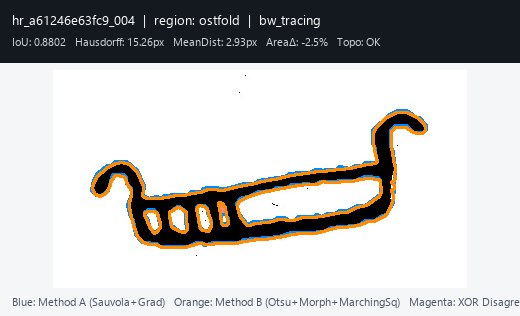 hr_a61246e63fc9_004 | region: ostfold | bw_tracing
IoU: 0.8802 Hausdorff: 15.26px MeanDist: 2.93px AreaΔ: -2.5% Topo: OK
Blue: Method A (Sauvola+Grad) Orange: Method B (Otsu+Morph+MarchingSq) Magenta: XOR Disagre